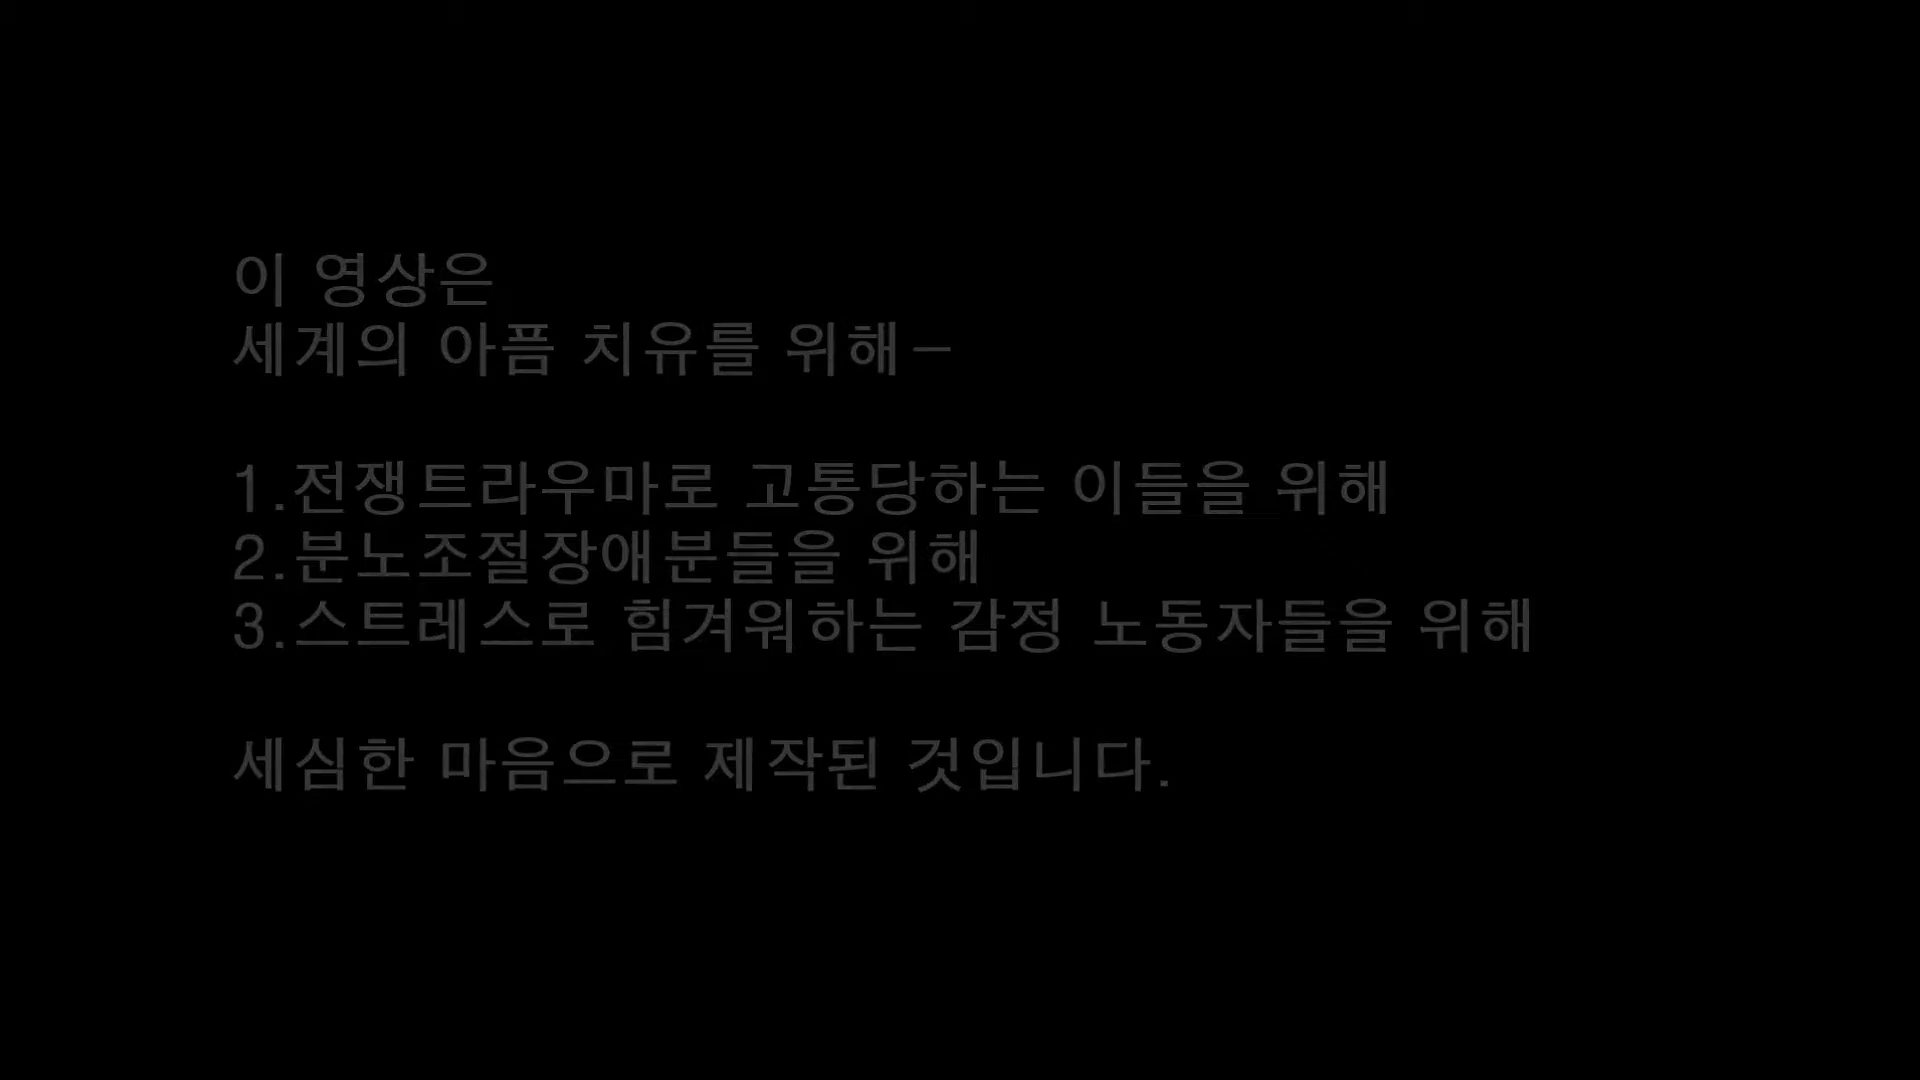 이 영상은
세계의 아픔 치유를 위해–
1.전쟁트라우마로 고통당하는 이들을 위해
2.분노조절장애분들을 위해
3.스트레스로 힘겨워하는 감정 노동자들을 위해
세심한 마음으로 제작된 것입니다.